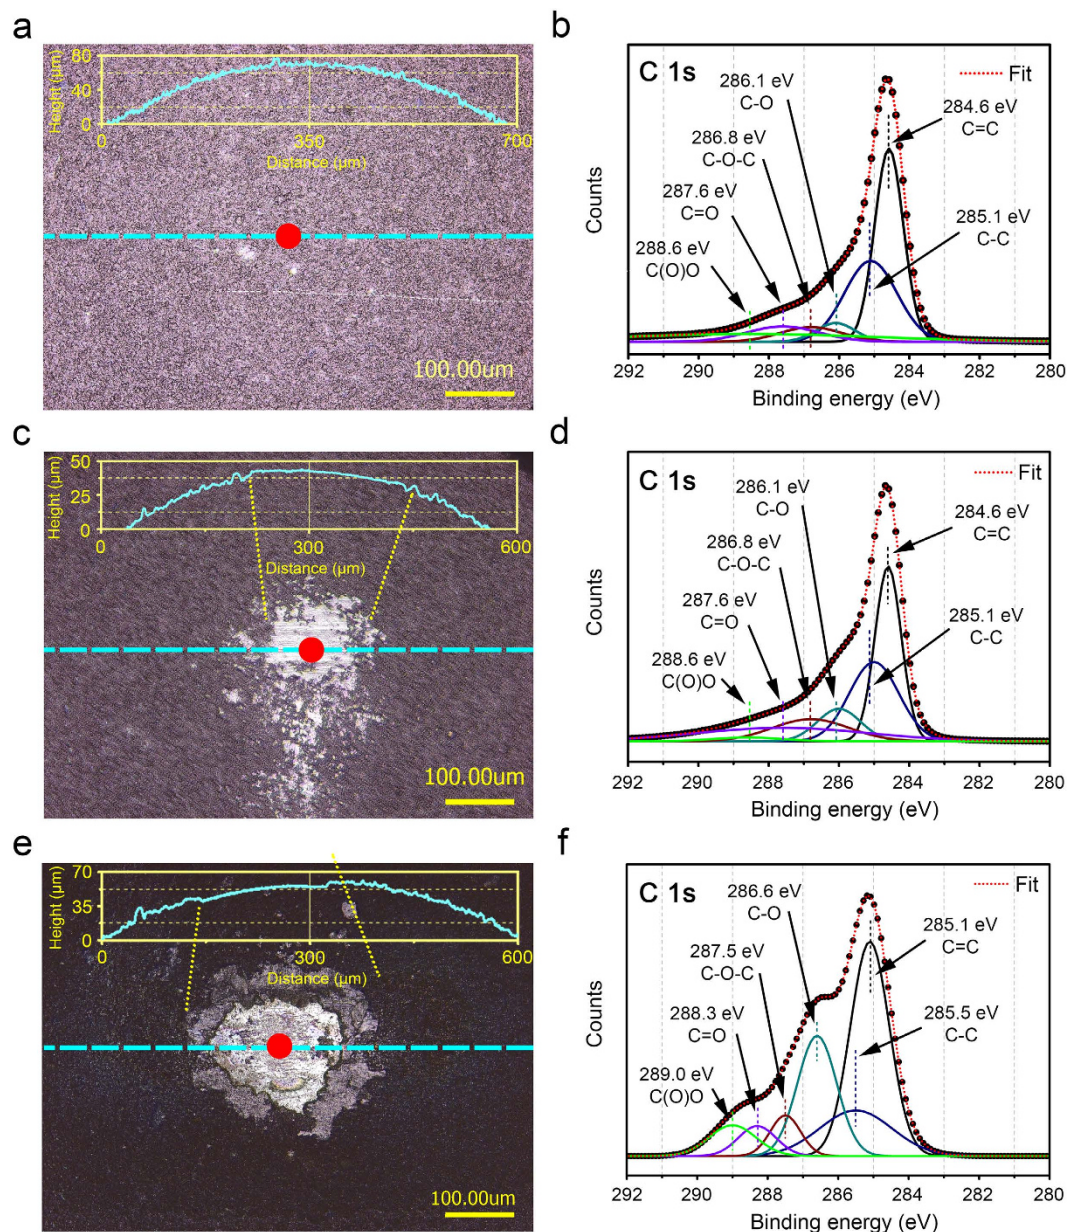 a
Height (μm)
80
40
0
0
350
700
Distance (μm)
100.00um
b
C 1s
Fit
286.1 eV
C-O
286.8 eV
C-O-C
287.6 eV
C=O
288.6 eV
C(O)O
284.6 eV
C=C
285.1 eV
C-C
Counts
292 290 288 286 284 282 280
Binding energy (eV)
c
Height (μm)
50
25
0
0
300
600
Distance (μm)
100.00um
d
C 1s
Fit
286.1 eV
C-O
286.8 eV
C-O-C
287.6 eV
C=O
288.6 eV
C(O)O
284.6 eV
C=C
285.1 eV
C-C
Counts
292 290 288 286 284 282 280
Binding energy (eV)
e
Height (μm)
70
35
0
0
300
600
Distance (μm)
100.00um
f
C 1s
Fit
286.6 eV
C-O
287.5 eV
C-O-C
288.3 eV
C=O
289.0 eV
C(O)O
285.1 eV
C=C
285.5 eV
C-C
Counts
292 290 288 286 284 282 280
Binding energy (eV)